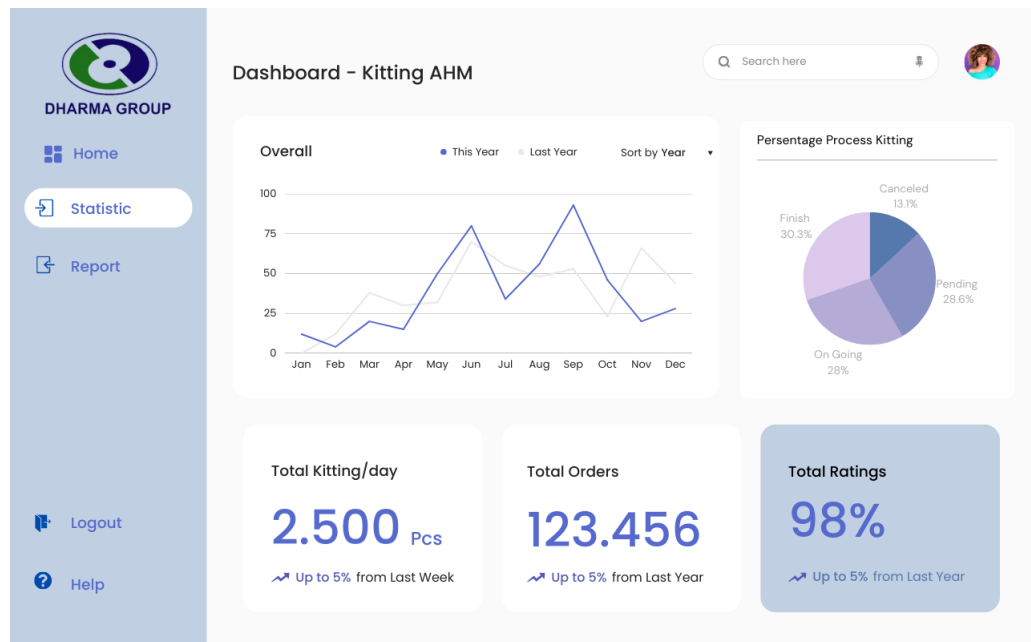 DHARMA GROUP
Home
Statistic
Report
Logout
Help
Dashboard - Kitting AHM
Search here
Overall
This Year
Last Year
Sort by Year
100
75
50
25
0
Jan Feb Mar Apr May Jun Jul Aug Sep Oct Nov Dec
Persentage Process Kitting
Canceled
13.1%
Finish
30.3%
Pending
28.6%
On Going
28%
Total Kitting/day
2.500 Pcs
Up to 5% from Last Week
Total Orders
123.456
Up to 5% from Last Year
Total Ratings
98%
Up to 5% from Last Year